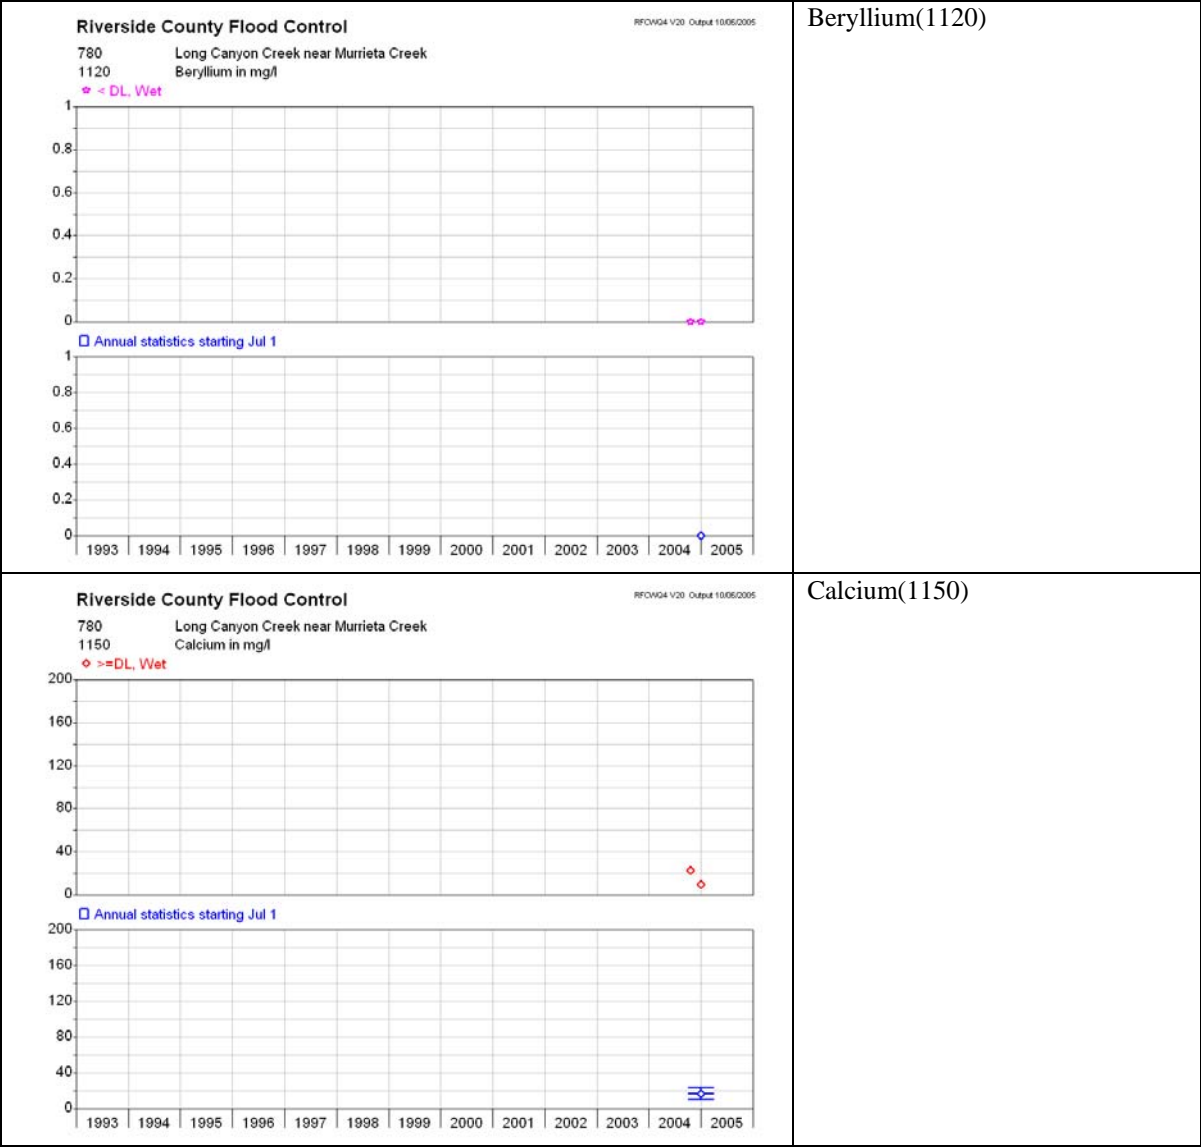 Riverside County Flood Control RFCWQ4 V20 Output 10/06/2005
780 Long Canyon Creek near Murrieta Creek
1120 Beryllium in mg/l
< DL, Wet
1
0.8
0.6
0.4
0.2
0
Annual statistics starting Jul 1
1
0.8
0.6
0.4
0.2
0
1993 1994 1995 1996 1997 1998 1999 2000 2001 2002 2003 2004 2005
Beryllium(1120)
Riverside County Flood Control RFCWQ4 V20 Output 10/06/2005
780 Long Canyon Creek near Murrieta Creek
1150 Calcium in mg/l
>=DL, Wet
200
160
120
80
40
0
Annual statistics starting Jul 1
200
160
120
80
40
0
1993 1994 1995 1996 1997 1998 1999 2000 2001 2002 2003 2004 2005
Calcium(1150)